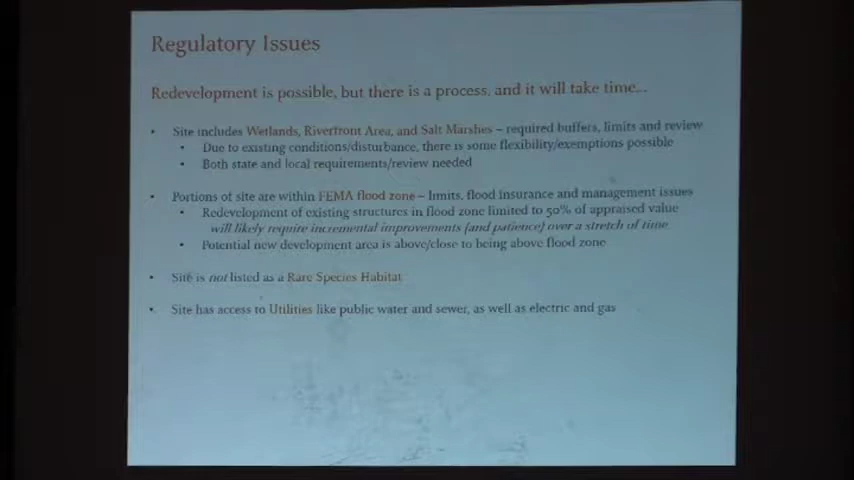 Regulatory Issues
Redevelopment is possible, but there is a process, and it will take time...
• Site includes Wetlands, Riverfront Area, and Salt Marshes – required buffers, limits and review
• Due to existing conditions/disturbance, there is some flexibility/exemptions possible
• Both state and local requirements/review needed
• Portions of site are within FEMA flood zone – limits, flood insurance and management issues
• Redevelopment of existing structures in flood zone limited to 50% of appraised value
will likely require incremental improvements (and patience) over a stretch of time
• Potential new development area is above/close to being above flood zone
• Site is not listed as a Rare Species Habitat
• Site has access to Utilities like public water and sewer, as well as electric and gas